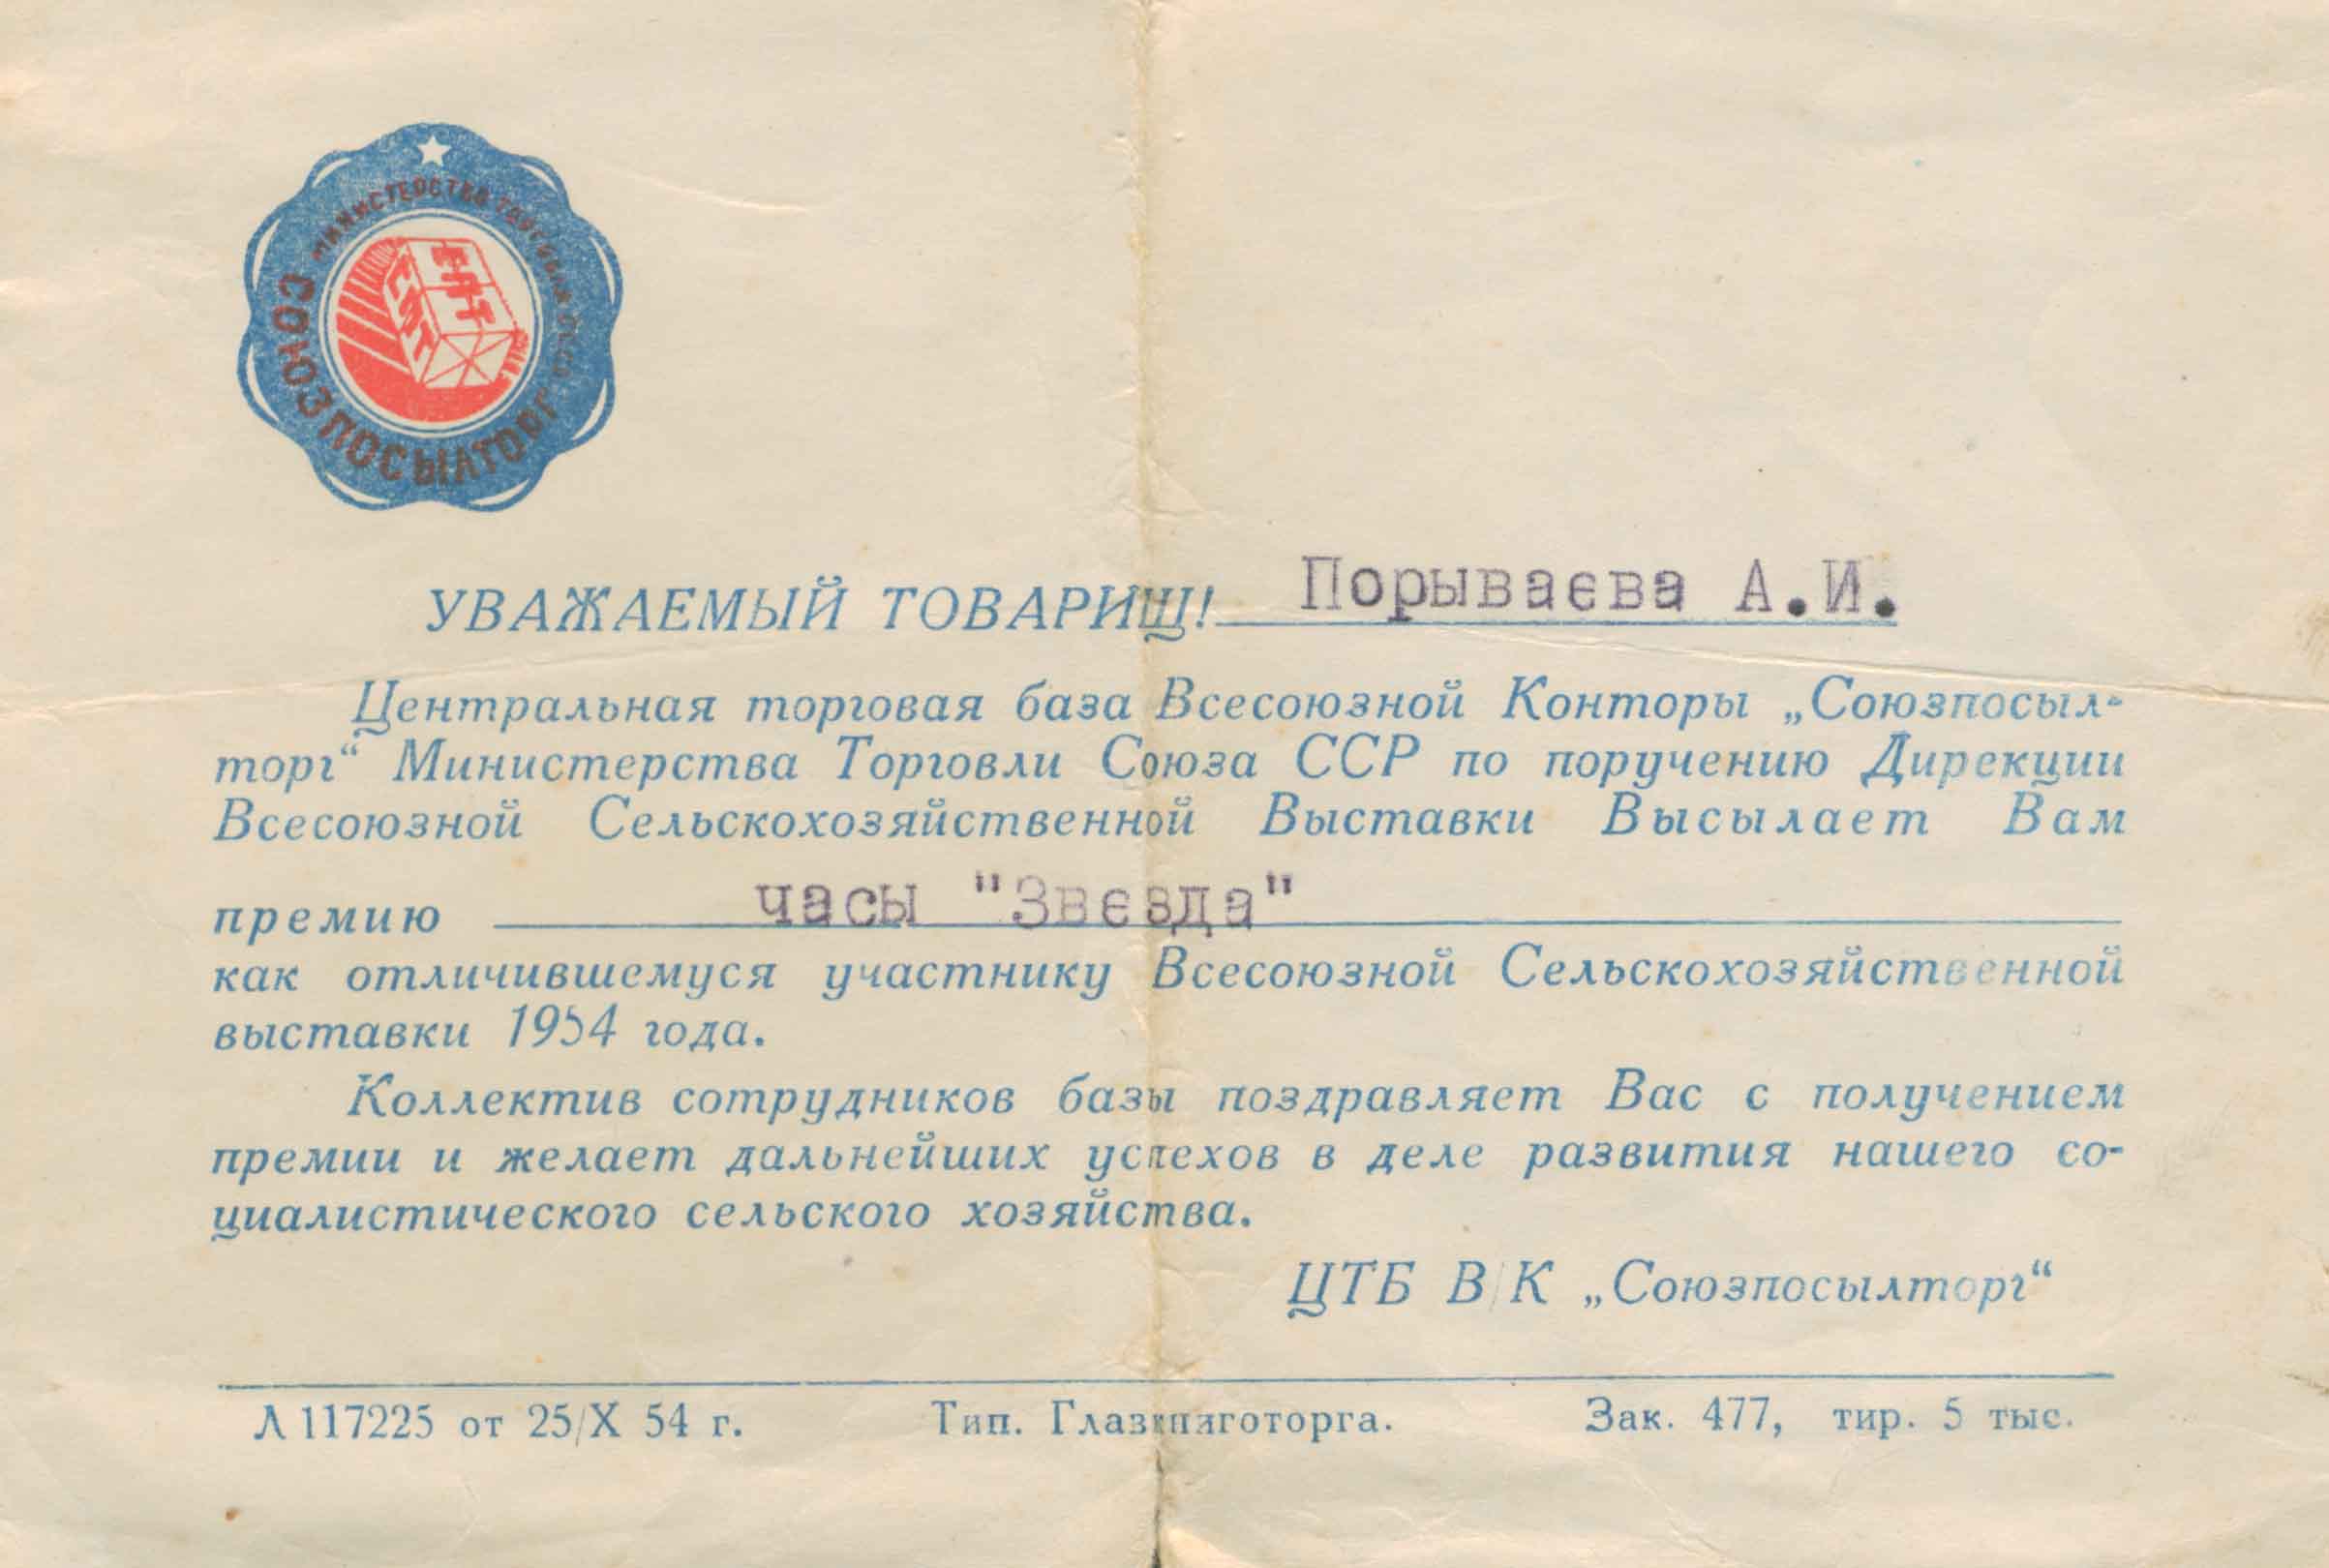 МИНИСТЕРСТВО ТОРГОВЛИ СССР
СОЮЗПОСЫЛТОРГ
СПТ
УВАЖАЕМЫЙ ТОВАРИЩ! Порываева А.И.
Центральная торговая база Всесоюзной Конторы „Союзпосыл-
торг“ Министерства Торговли Союза ССР по поручению Дирекции
Всесоюзной Сельскохозяйственной Выставки Высылает Вам
премию часы "Звезда"
как отличившемуся участнику Всесоюзной Сельскохозяйственной
выставки 1954 года.
Коллектив сотрудников базы поздравляет Вас с получением
премии и желает дальнейших успехов в деле развития нашего со-
циалистического сельского хозяйства.
ЦТБ В/К „Союзпосылторг“
Л 117225 от 25/X 54 г. Тип. Глазкниготорга. Зак. 477, тир. 5 тыс.